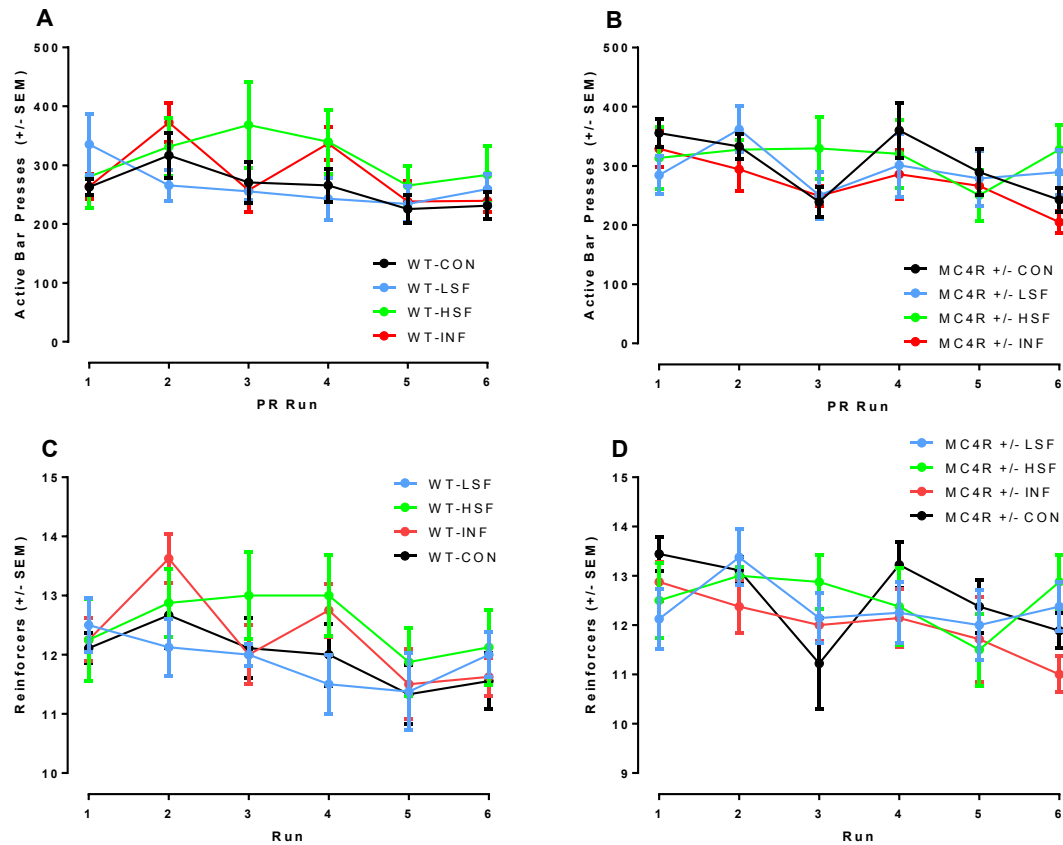 A
Active Bar Presses (+/- SEM)
500
400
300
200
100
0
WT-CON
WT-LSF
WT-HSF
WT-INF
1 2 3 4 5 6
PR Run
B
Active Bar Presses (+/- SEM)
500
400
300
200
100
0
MC4R +/- CON
MC4R +/- LSF
MC4R +/- HSF
MC4R +/- INF
1 2 3 4 5 6
PR Run
C
Reinforcers (+/- SEM)
15
14
13
12
11
10
WT-LSF
WT-HSF
WT-INF
WT-CON
1 2 3 4 5 6
Run
D
Reinforcers (+/- SEM)
15
14
13
12
11
10
9
MC4R +/- LSF
MC4R +/- HSF
MC4R +/- INF
MC4R +/- CON
1 2 3 4 5 6
Run